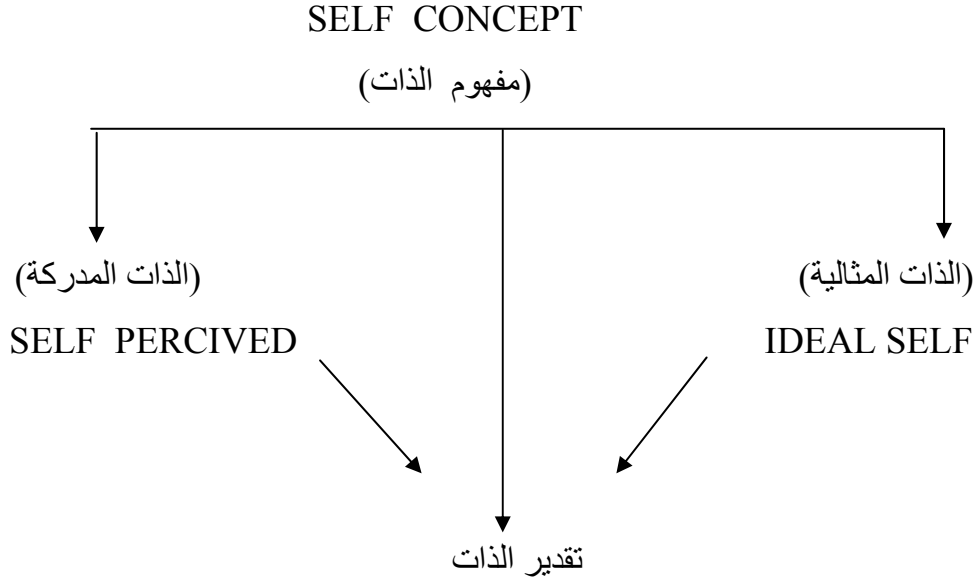 SELF CONCEPT
(مفهوم الذات)
(الذات المدركة)
(الذات المثالية)
SELF PERCIVED
IDEAL SELF
تقدير الذات